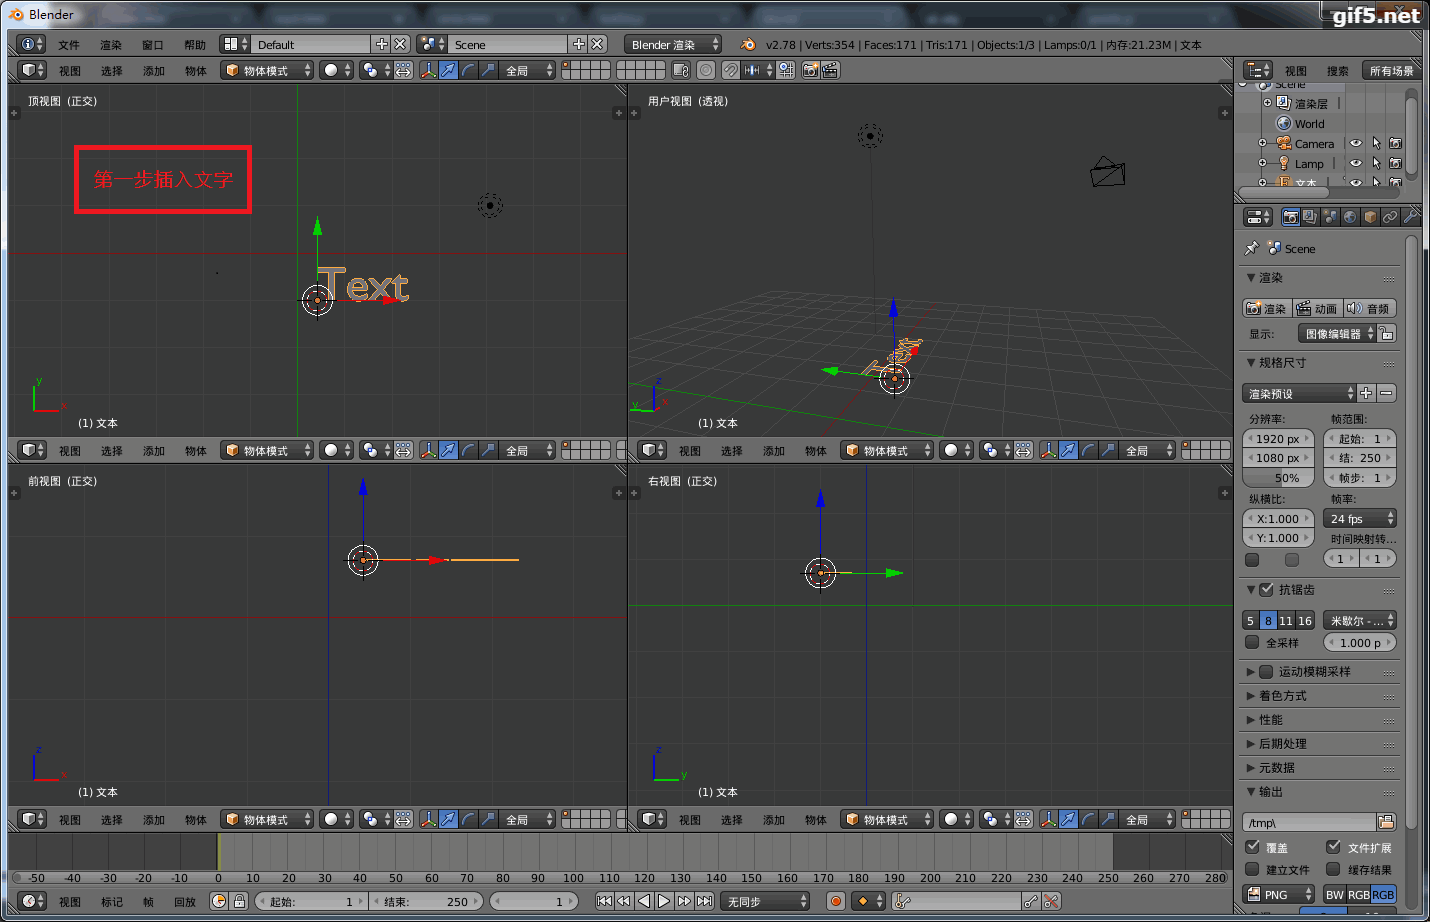 Blender
gif5.net
文件 渲染 窗口 帮助 Default Scene Blender 渲染 v2.78 | Verts:354 | Faces:171 | Tris:171 | Objects:1/3 | Lamps:0/1 | 内存:21.23M | 文本
视图 选择 添加 物体 物体模式 全局 视图 搜索 所有场景
顶视图 (正交)
第一步插入文字
Text
y
x
(1) 文本
用户视图 (透视)
Text
z
y x
(1) 文本
视图 选择 添加 物体 物体模式 全局
视图 选择 添加 物体 物体模式 全局
前视图 (正交)
z
x
(1) 文本
右视图 (正交)
z
y
(1) 文本
视图 选择 添加 物体 物体模式 全局
视图 选择 添加 物体 物体模式 全局
-50 -40 -30 -20 -10 0 10 20 30 40 50 60 70 80 90 100 110 120 130 140 150 160 170 180 190 200 210 220 230 240 250 260 270 280
视图 标记 帧 回放 起始: 1 结束: 250 1 无同步
Scene
渲染层
World
Camera
Lamp
文本
Scene
渲染
渲染 动画 音频
显示: 图像编辑器
规格尺寸
渲染预设
分辨率: 帧范围:
1920 px 起始: 1
1080 px 结: 250
50% 帧步: 1
纵横比: 帧率:
X:1.000 24 fps
Y:1.000 时间映射转...
1 1
抗锯齿
5 8 11 16 米歇尔 - ...
全采样 1.000 p
运动模糊采样
着色方式
性能
后期处理
元数据
输出
/tmp\
覆盖 文件扩展
建立文件 缓存结果
PNG BW RGB RGB